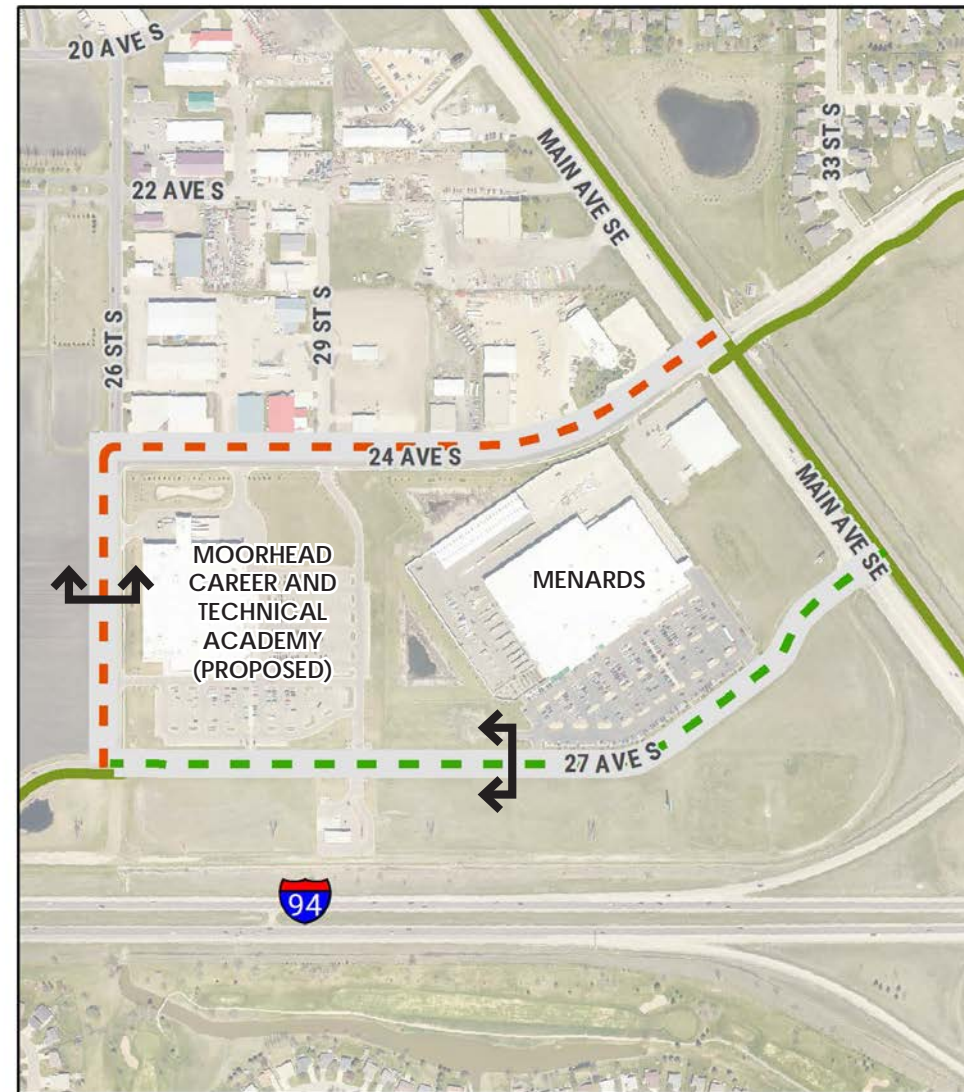 20 AVE S
MAIN AVE SE
33 ST S
22 AVE S
29 ST S
26 ST S
24 AVE S
MAIN AVE SE
MOORHEAD
CAREER AND
TECHNICAL
ACADEMY
(PROPOSED)
MENARDS
27 AVE S
94